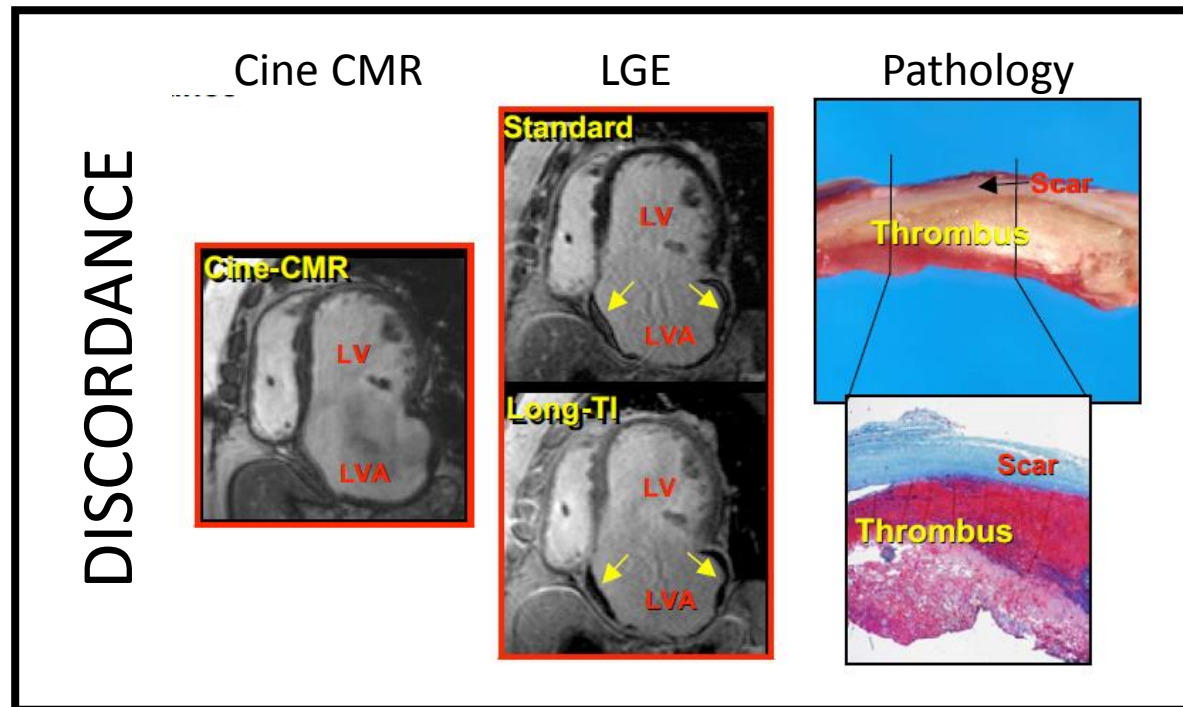 Cine CMR
LGE
Pathology
DISCORDANCE
Cine-CMR
LV
LVA
Standard
LV
LVA
Long-TI
LV
LVA
Scar
Thrombus
Scar
Thrombus